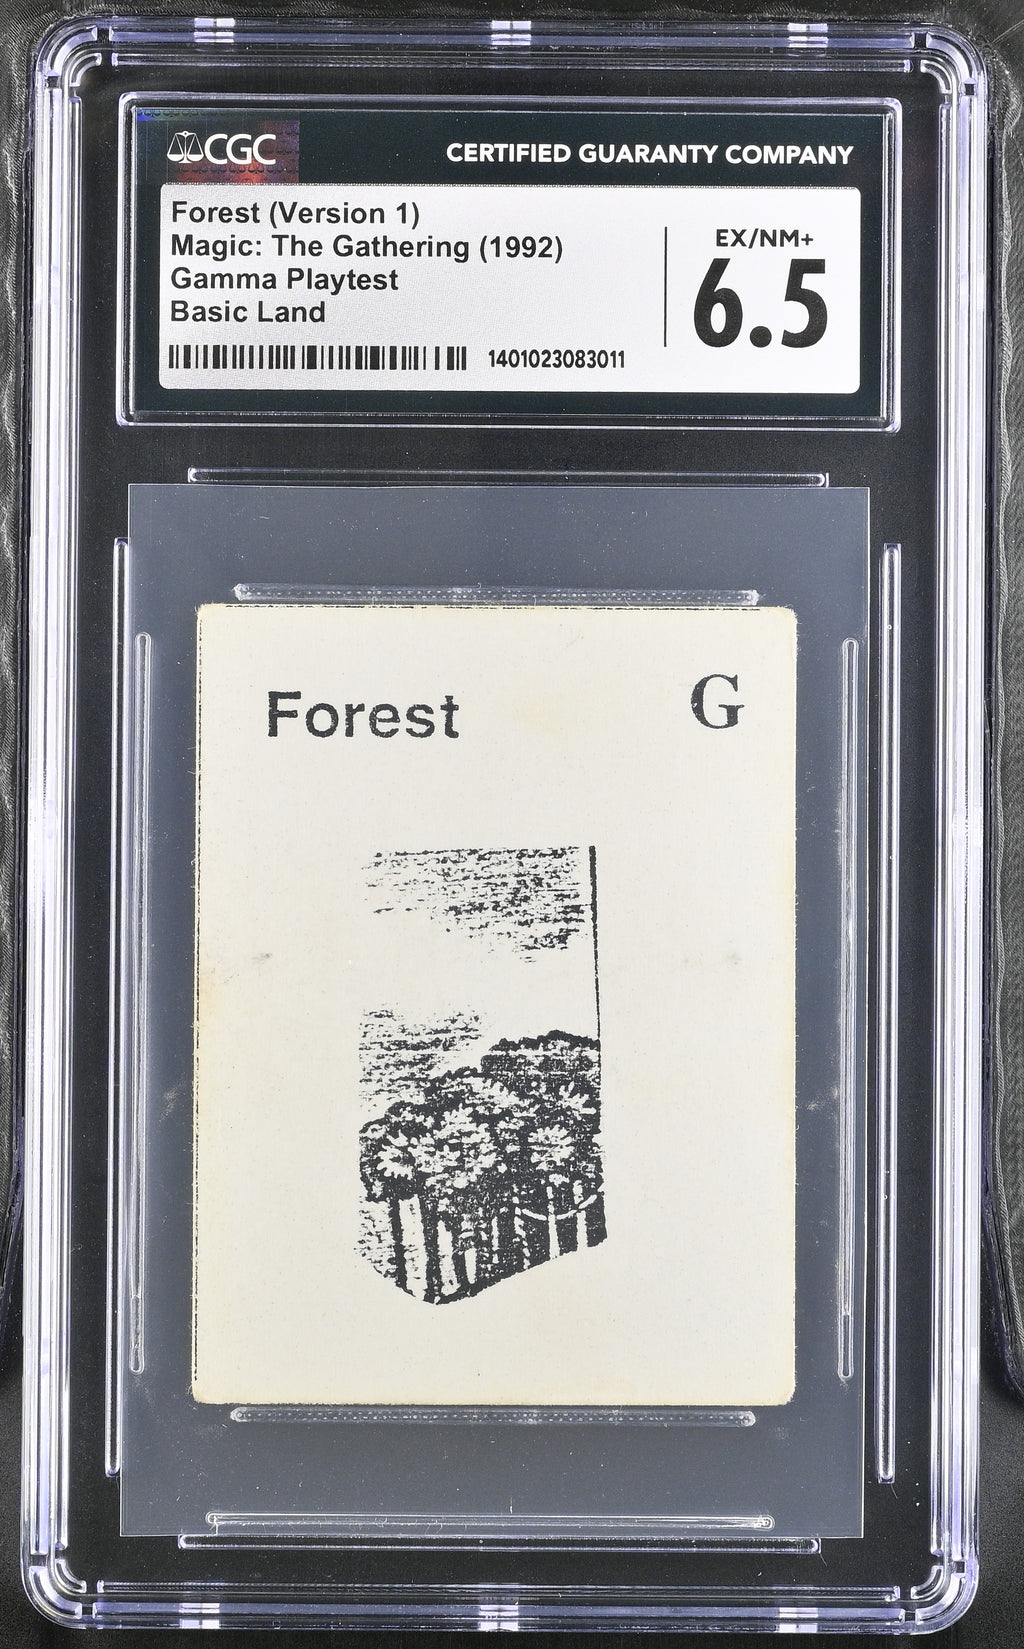 CGC
CERTIFIED GUARANTY COMPANY
Forest (Version 1)
Magic: The Gathering (1992)
Gamma Playtest
Basic Land
EX/NM+
6.5
1401023083011
Forest G